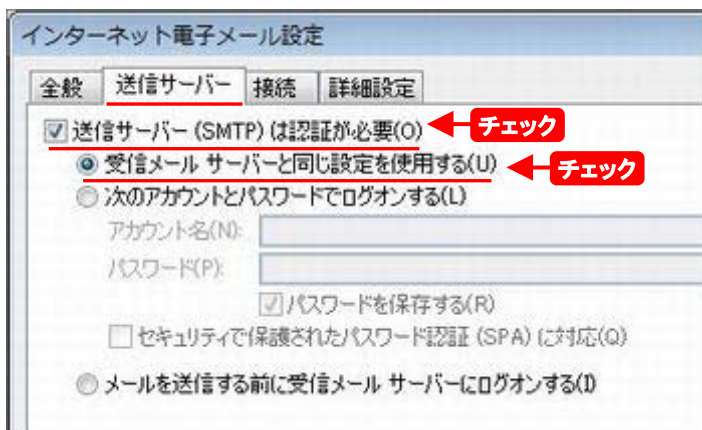 インターネット電子メール設定
全般 送信サーバー 接続 詳細設定
送信サーバー (SMTP) は認証が必要(O) チェック
受信メール サーバーと同じ設定を使用する(U) チェック
次のアカウントとパスワードでログオンする(L)
アカウント名(N):
パスワード(P):
パスワードを保存する(R)
セキュリティで保護されたパスワード認証 (SPA) に対応(Q)
メールを送信する前に受信メール サーバーにログオンする(I)